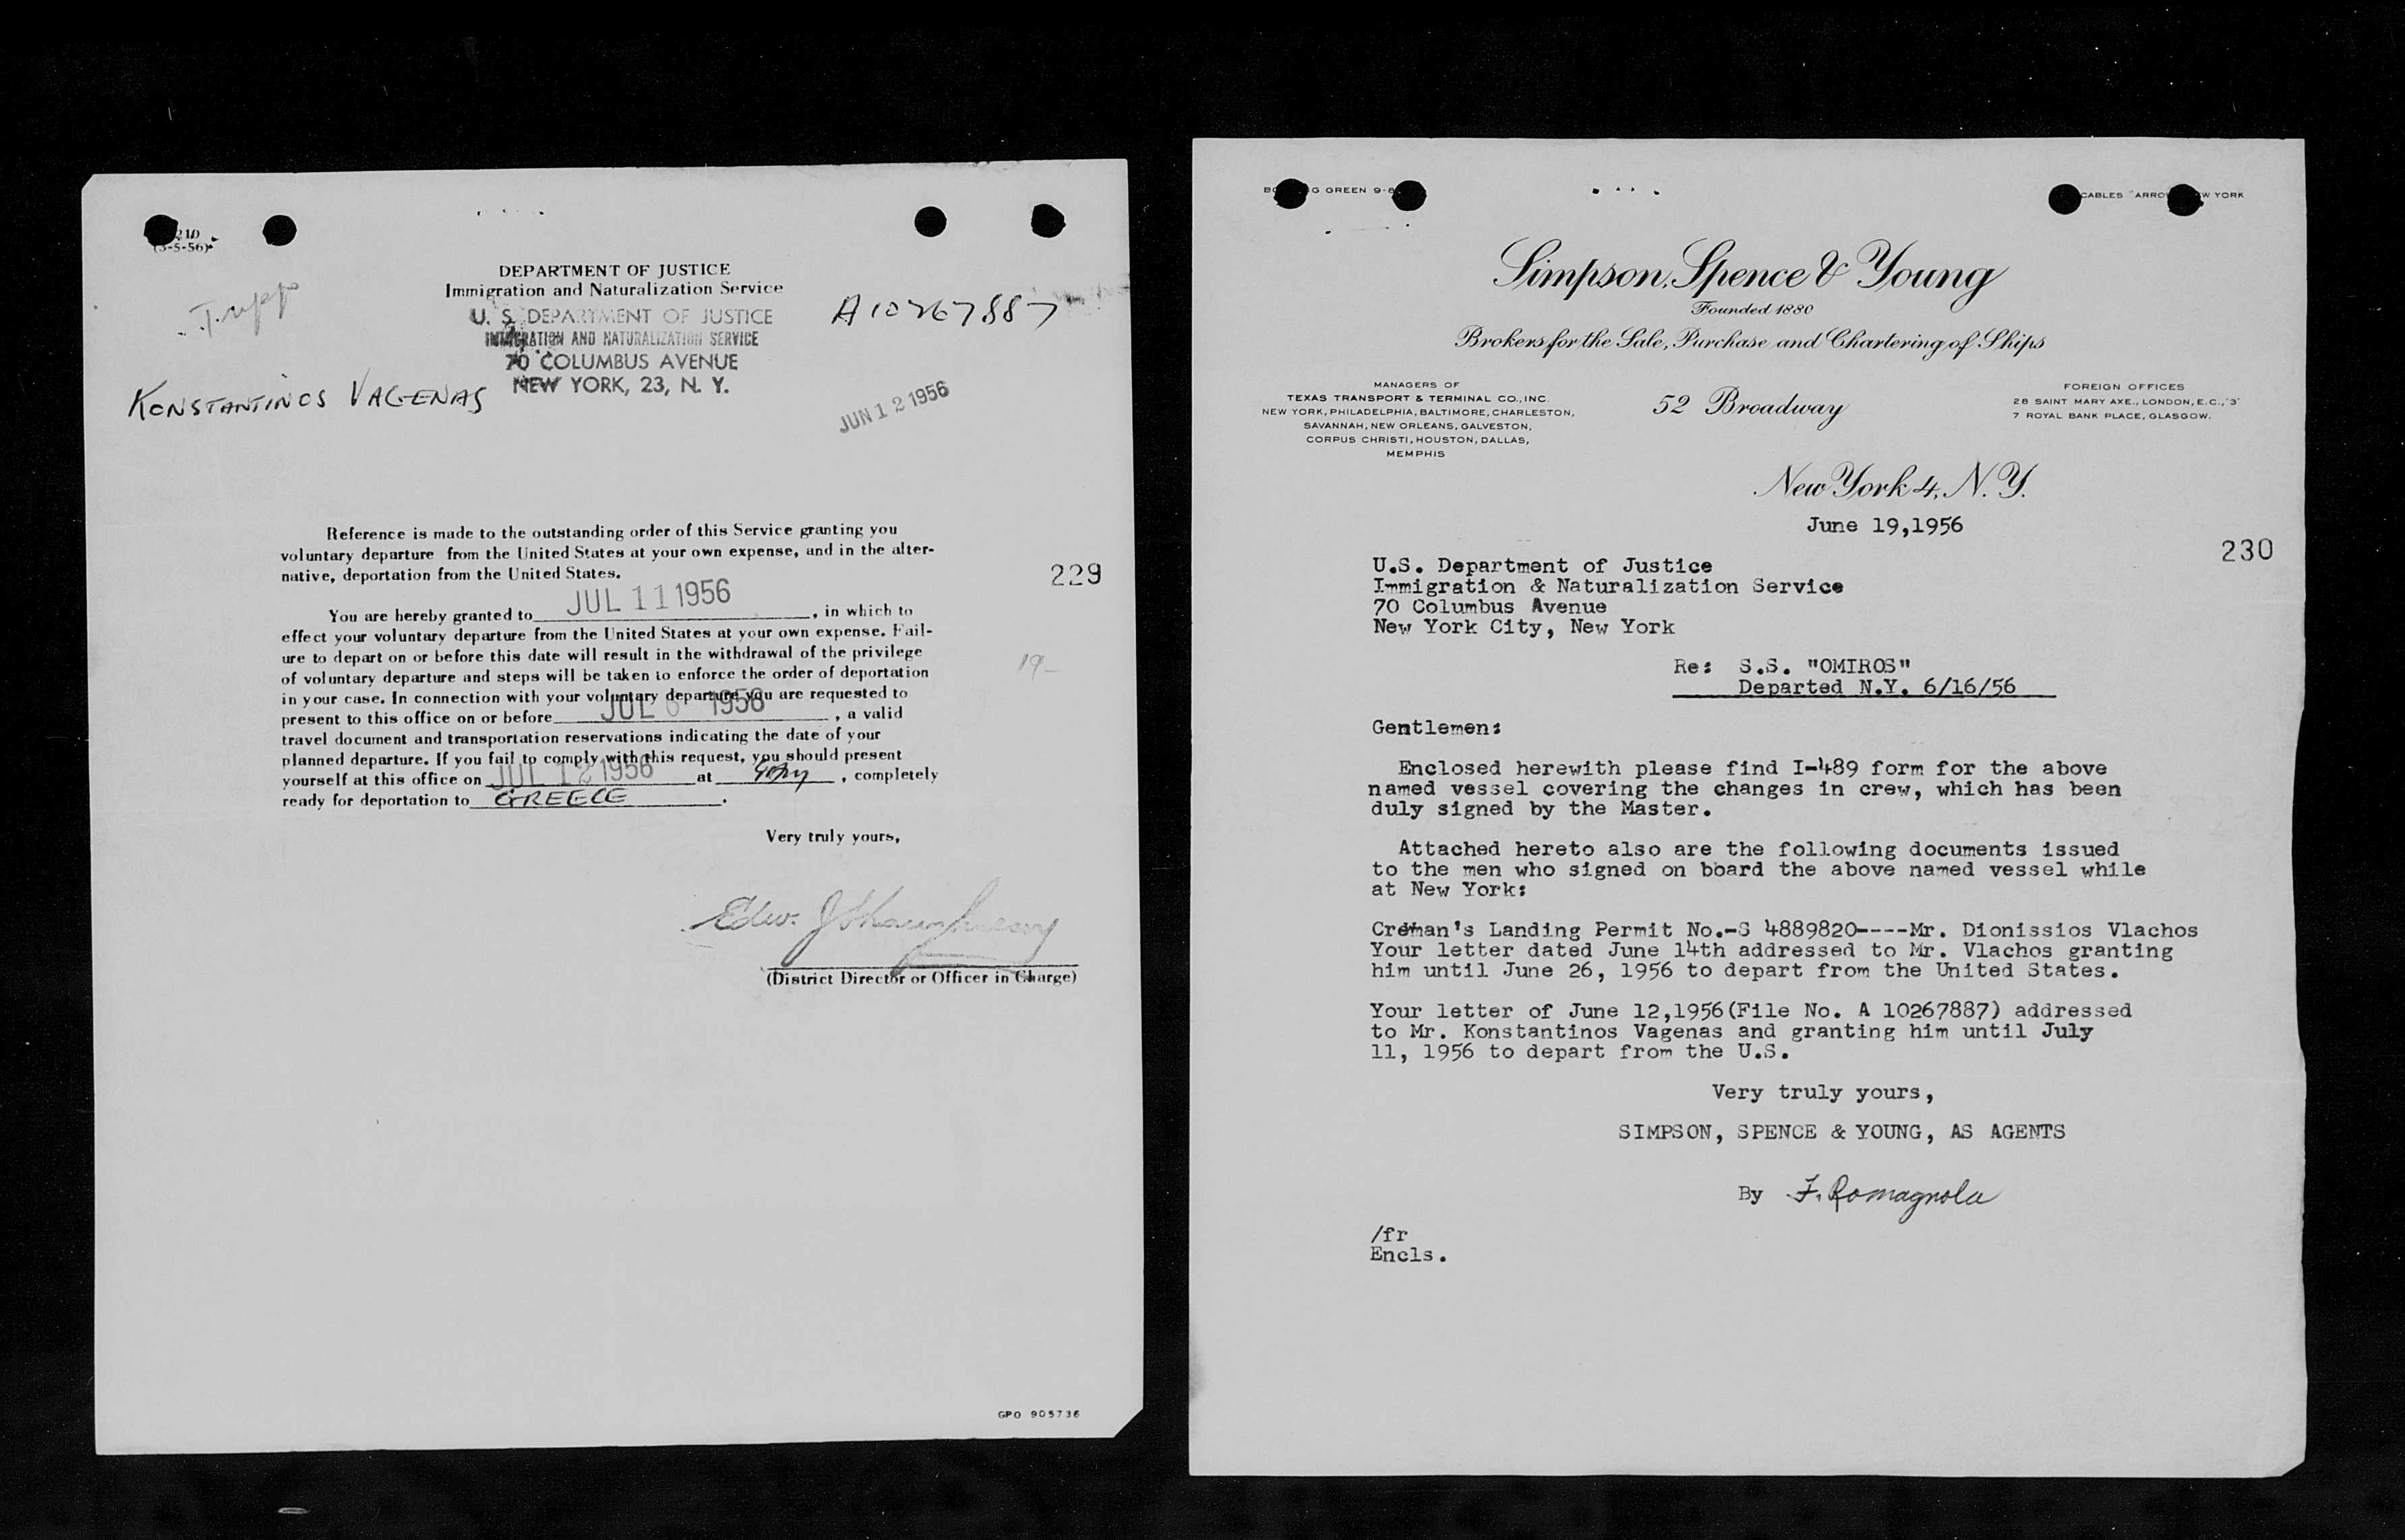 (3-5-56)
DEPARTMENT OF JUSTICE
Immigration and Naturalization Service
Tripp
U. S. DEPARTMENT OF JUSTICE
A10267887
IMMIGRATION AND NATURALIZATION SERVICE
70 COLUMBUS AVENUE
NEW YORK, 23, N. Y.
KONSTANTINOS VAGENAS
JUN 12 1956
Reference is made to the outstanding order of this Service granting you
voluntary departure from the United States at your own expense, and in the alter-
native, deportation from the United States.
229
You are hereby granted to JUL 11 1956, in which to
effect your voluntary departure from the United States at your own expense. Fail-
ure to depart on or before this date will result in the withdrawal of the privilege
19-
of voluntary departure and steps will be taken to enforce the order of deportation
in your case. In connection with your voluntary departure you are requested to
present to this office on or before JUL 6 1956, a valid
travel document and transportation reservations indicating the date of your
planned departure. If you fail to comply with this request, you should present
yourself at this office on JUL 12 1956 at , completely
ready for deportation to GREECE.
Very truly yours,
Edw. J Shaughnessy
(District Director or Officer in Charge)
GPO 905736
G GREEN 9-8
CABLES "ARRO W YORK
Simpson, Spence & Young
Founded 1880
Brokers for the Sale, Purchase and Chartering of Ships
MANAGERS OF
TEXAS TRANSPORT & TERMINAL CO., INC.
NEW YORK, PHILADELPHIA, BALTIMORE, CHARLESTON,
SAVANNAH, NEW ORLEANS, GALVESTON,
CORPUS CHRISTI, HOUSTON, DALLAS,
MEMPHIS
52 Broadway
FOREIGN OFFICES
28 SAINT MARY AXE., LONDON, E.C., '3'
7 ROYAL BANK PLACE, GLASGOW.
New York 4, N. Y.
June 19,1956
230
U.S. Department of Justice
Immigration & Naturalization Service
70 Columbus Avenue
New York City, New York
Re: S.S. "OMIROS"
Departed N.Y. 6/16/56
Gentlemen:
Enclosed herewith please find I-489 form for the above
named vessel covering the changes in crew, which has been
duly signed by the Master.
Attached hereto also are the following documents issued
to the men who signed on board the above named vessel while
at New York:
Creman's Landing Permit No.-S 4889820----Mr. Dionissios Vlachos
Your letter dated June 14th addressed to Mr. Vlachos granting
him until June 26, 1956 to depart from the United States.
Your letter of June 12,1956(File No. A 10267887) addressed
to Mr. Konstantinos Vagenas and granting him until July
11, 1956 to depart from the U.S.
Very truly yours,
SIMPSON, SPENCE & YOUNG, AS AGENTS
By F. Romagnola
/fr
Encls.